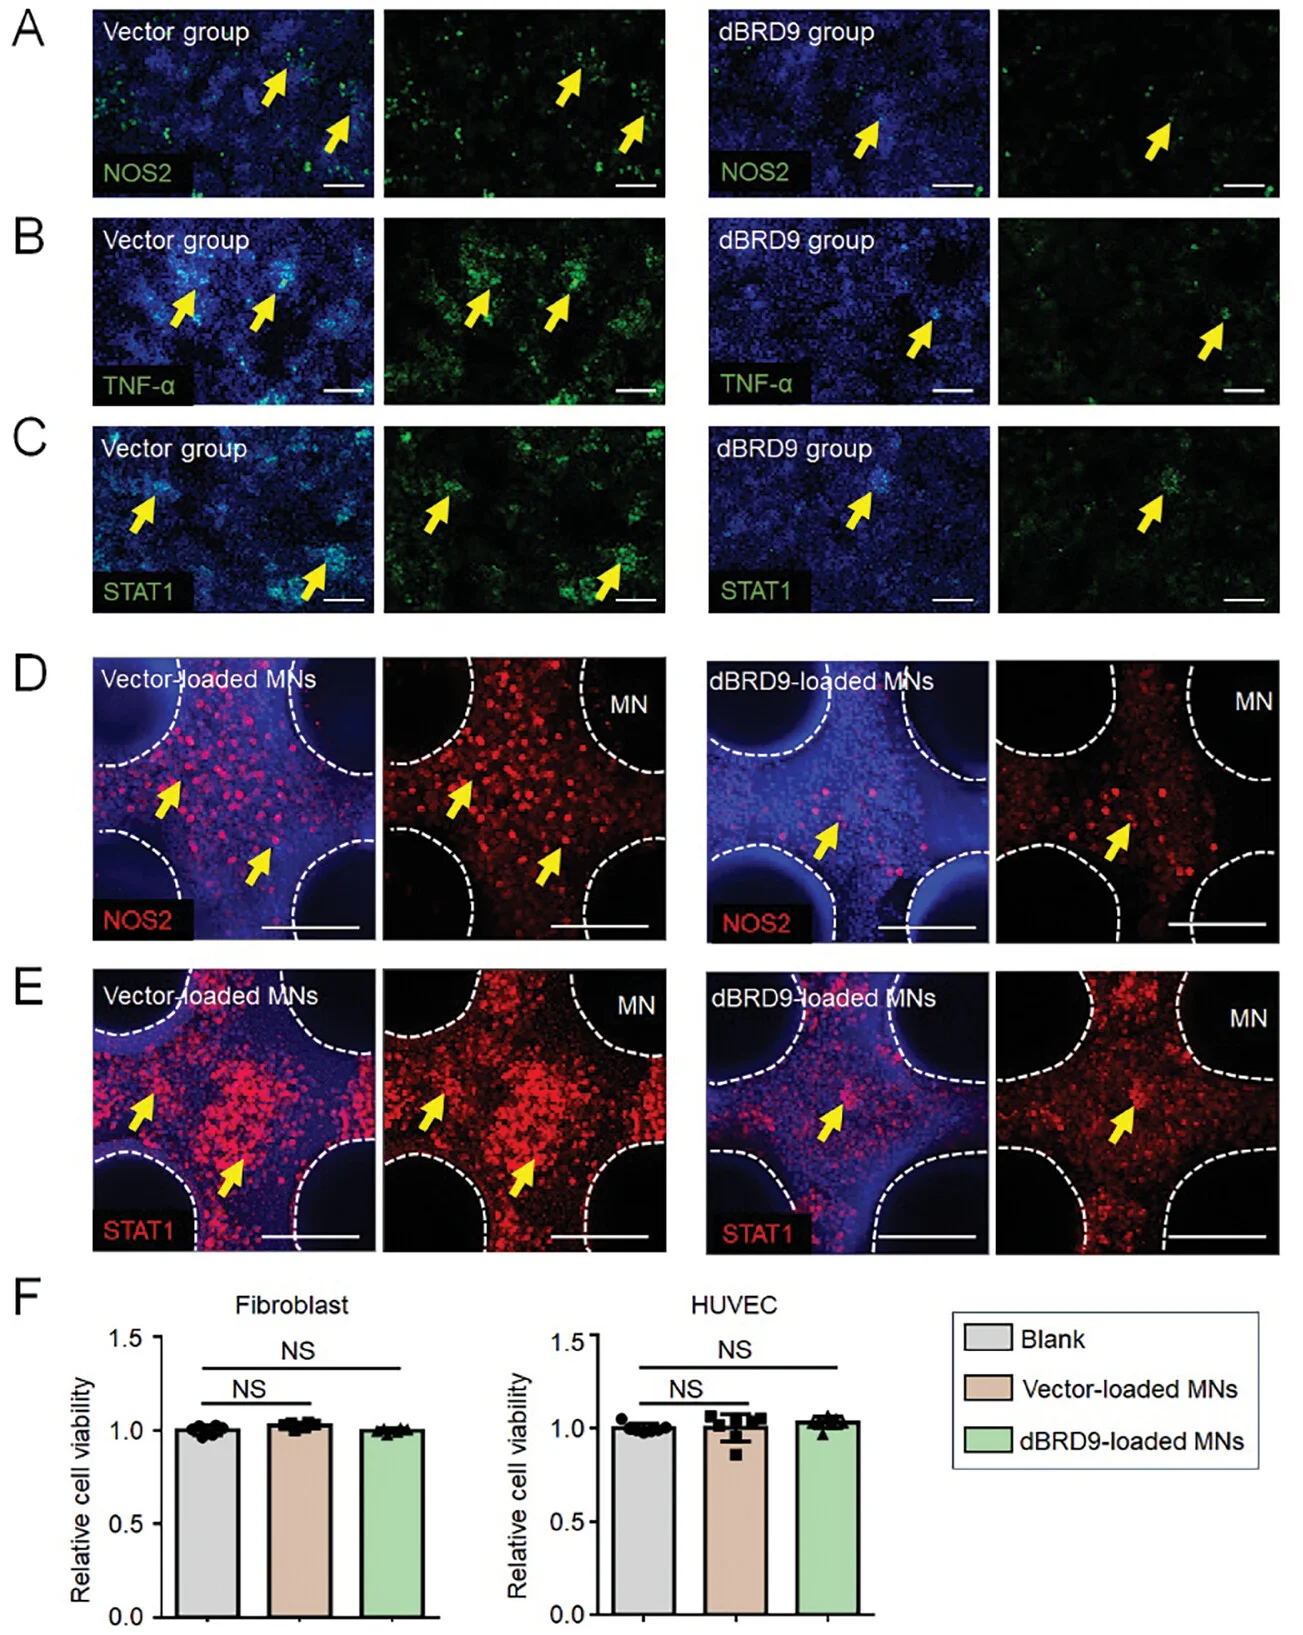 A
Vector group
dBRD9 group
NOS2
NOS2
B
Vector group
dBRD9 group
TNF-α
TNF-α
C
Vector group
dBRD9 group
STAT1
STAT1
D
Vector-loaded MNs
MN
dBRD9-loaded MNs
MN
NOS2
NOS2
E
Vector-loaded MNs
MN
dBRD9-loaded MNs
MN
STAT1
STAT1
F
Fibroblast
Relative cell viability
1.5
1.0
0.5
0.0
NS
NS
HUVEC
Relative cell viability
1.5
1.0
0.5
0.0
NS
NS
Blank
Vector-loaded MNs
dBRD9-loaded MNs